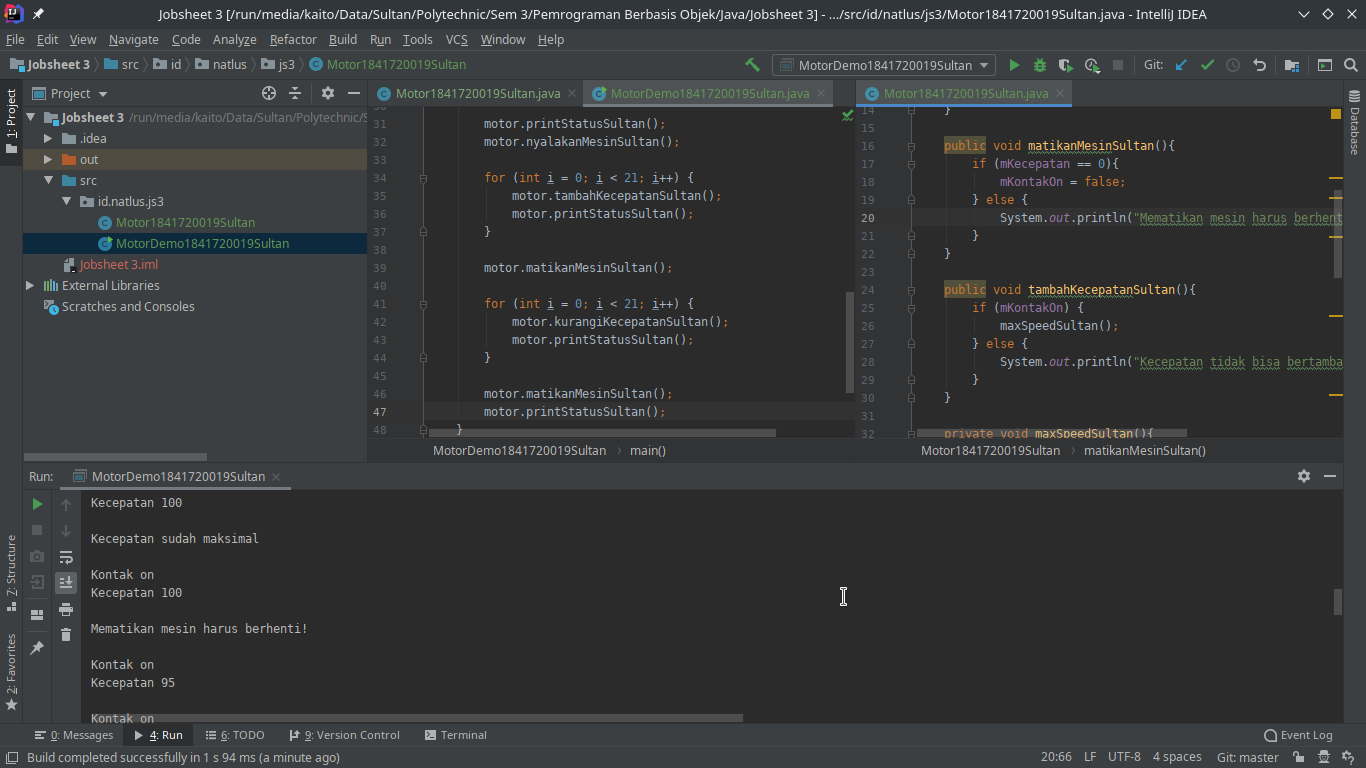 Jobsheet 3 [/run/media/kaito/Data/Sultan/Polytechnic/Sem 3/Pemrograman Berbasis Objek/Java/Jobsheet 3] - .../src/id/natlus/js3/Motor1841720019Sultan.java - IntelliJ IDEA
File Edit View Navigate Code Analyze Refactor Build Run Tools VCS Window Help
Jobsheet 3 src id natlus js3 Motor1841720019Sultan
MotorDemo1841720019Sultan Git:
1: Project
7: Structure
2: Favorites
Project
Jobsheet 3 /run/media/kaito/Data/Sultan/Polytechnic/S
.idea
out
src
id.natlus.js3
Motor1841720019Sultan
MotorDemo1841720019Sultan
Jobsheet 3.iml
External Libraries
Scratches and Consoles
Motor1841720019Sultan.java MotorDemo1841720019Sultan.java
30
31 motor.printStatusSultan();
32 motor.nyalakanMesinSultan();
33
34 for (int i = 0; i < 21; i++) {
35 motor.tambahKecepatanSultan();
36 motor.printStatusSultan();
37 }
38
39 motor.matikanMesinSultan();
40
41 for (int i = 0; i < 21; i++) {
42 motor.kurangiKecepatanSultan();
43 motor.printStatusSultan();
44 }
45
46 motor.matikanMesinSultan();
47 motor.printStatusSultan();
48 }
MotorDemo1841720019Sultan › main()
Motor1841720019Sultan.java
14 }
15
16 public void matikanMesinSultan(){
17 if (mKecepatan == 0){
18 mKontakOn = false;
19 } else {
20 System.out.println("Mematikan mesin harus berhent
21 }
22 }
23
24 public void tambahKecepatanSultan(){
25 if (mKontakOn) {
26 maxSpeedSultan();
27 } else {
28 System.out.println("Kecepatan tidak bisa bertamba
29 }
30 }
31
32 private void maxSpeedSultan(){
Motor1841720019Sultan › matikanMesinSultan()
Database
Run: MotorDemo1841720019Sultan
Kecepatan 100
Kecepatan sudah maksimal
Kontak on
Kecepatan 100
Mematikan mesin harus berhenti!
Kontak on
Kecepatan 95
Kontak on
0: Messages 4: Run 6: TODO 9: Version Control Terminal Event Log
Build completed successfully in 1 s 94 ms (a minute ago) 20:66 LF UTF-8 4 spaces Git: master